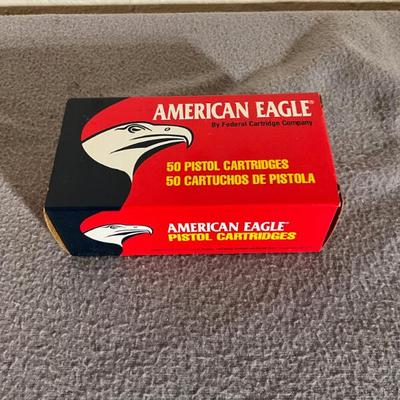 AMERICAN EAGLE®
By Federal Cartridge Company
50 PISTOL CARTRIDGES
50 CARTUCHOS DE PISTOLA
AMERICAN EAGLE®
PISTOL CARTRIDGES